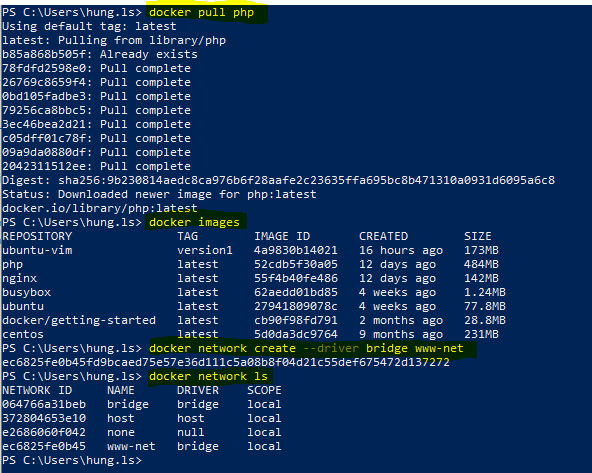 PS C:\Users\hung.ls> docker pull php
Using default tag: latest
latest: Pulling from library/php
b85a868b505f: Already exists
78fdfd2598e0: Pull complete
26769c8659f4: Pull complete
0bd105fadbe3: Pull complete
79256ca8bbc5: Pull complete
3ec46bea2d21: Pull complete
c05dff01c78f: Pull complete
09a9da0880df: Pull complete
2042311512ee: Pull complete
Digest: sha256:9b230814aedc8ca976b6f28aafe2c23635ffa695bc8b471310a0931d6095a6c8
Status: Downloaded newer image for php:latest
docker.io/library/php:latest
PS C:\Users\hung.ls> docker images
REPOSITORY TAG IMAGE ID CREATED SIZE
ubuntu-vim version1 4a9830b14021 16 hours ago 173MB
php latest 52cdb5f30a05 12 days ago 484MB
nginx latest 55f4b40fe486 12 days ago 142MB
busybox latest 62aedd01bd85 4 weeks ago 1.24MB
ubuntu latest 27941809078c 4 weeks ago 77.8MB
docker/getting-started latest cb90f98fd791 2 months ago 28.8MB
centos latest 5d0da3dc9764 9 months ago 231MB
PS C:\Users\hung.ls> docker network create --driver bridge www-net
ec6825fe0b45fd9bcaed75e57e36d111c5a08b8f04d21c55def675472d137272
PS C:\Users\hung.ls> docker network ls
NETWORK ID NAME DRIVER SCOPE
064766a31beb bridge bridge local
372804653e10 host host local
e2686060f042 none null local
ec6825fe0b45 www-net bridge local
PS C:\Users\hung.ls>